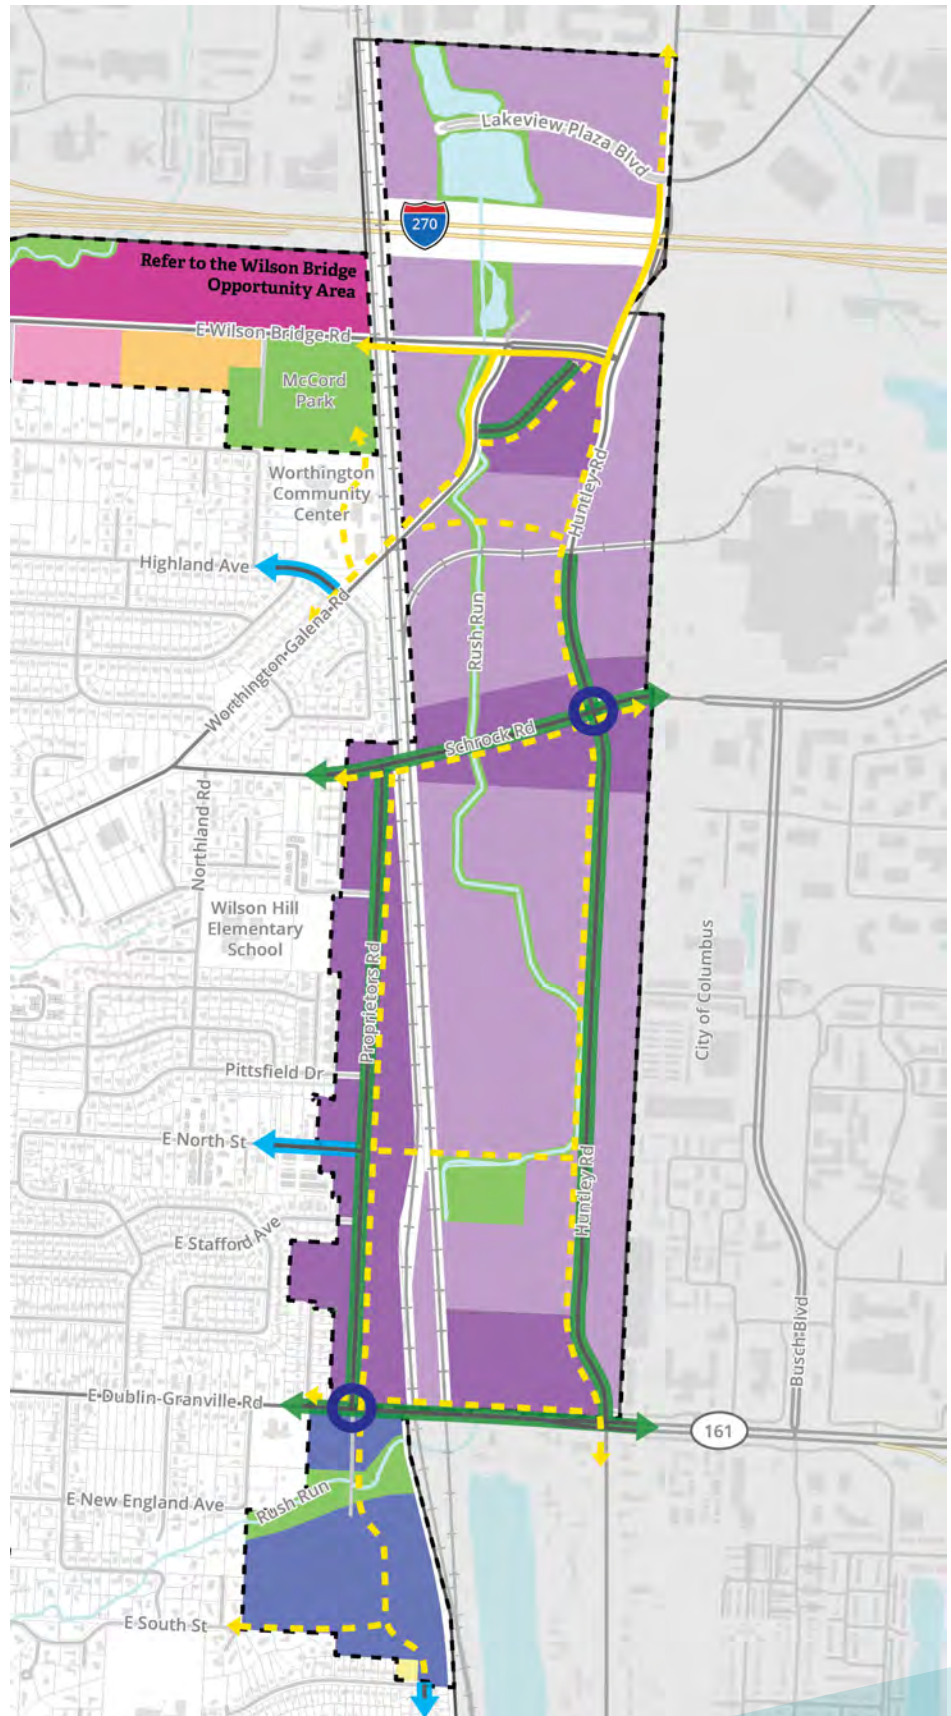 Lakeview Plaza Blvd
270
Refer to the Wilson Bridge
Opportunity Area
E Wilson Bridge Rd
McCord
Park
Huntley Rd
Worthington
Community
Center
Highland Ave
Worthington-Galena Rd
Rush Run
Schrock Rd
Northland Rd
Wilson Hill
Elementary
School
Proprietors Rd
City of Columbus
Pittsfield Dr
E North St
Huntley Rd
E Stafford Ave
Busch Blvd
E Dublin-Granville Rd
161
E New England Ave
Rush Run
E South St